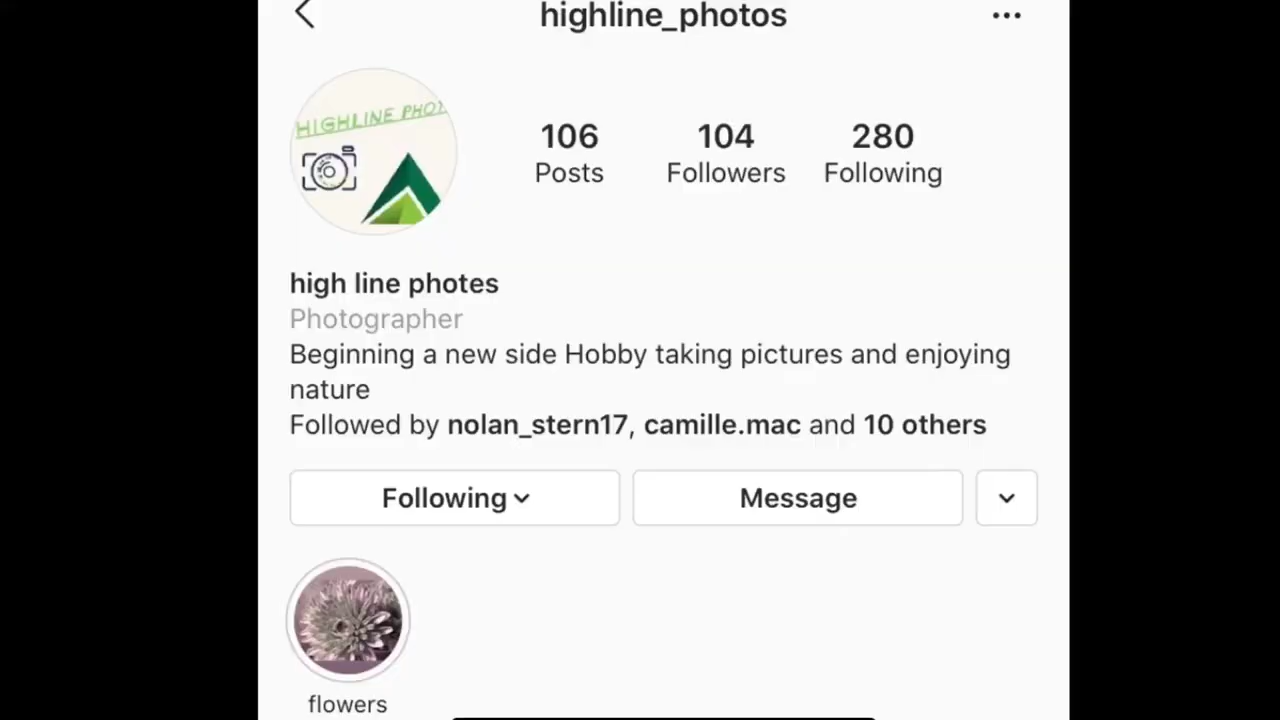 highline_photos
HIGHLINE PHOT
106 104 280
Posts Followers Following
high line photes
Photographer
Beginning a new side Hobby taking pictures and enjoying
nature
Followed by nolan_stern17, camille.mac and 10 others
Following Message
flowers